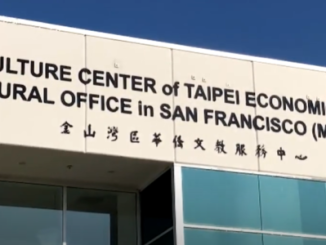 ULTURE CENTER of TAIPEI ECONOMI
URAL OFFICE in SAN FRANCISCO (M
金山灣區華僑文教服務中心